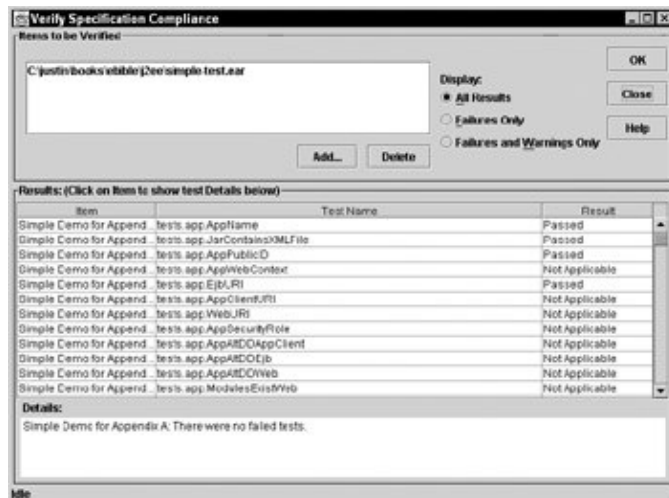 Verify Specification Compliance
Items to be Verified
C:\justin\books\ebible\j2ee\simple-test.ear
Display:
All Results
Failures Only
Failures and Warnings Only
OK
Close
Help
Add...
Delete
Results: (Click on Item to show test Details below)
Item Test Name Result
Simple Demo for Append... tests.app.AppName Passed
Simple Demo for Append... tests.app.JarContainsXMLFile Passed
Simple Demo for Append... tests.app.AppPublicID Passed
Simple Demo for Append... tests.app.AppWebContext Not Applicable
Simple Demo for Append... tests.app.EjbURI Passed
Simple Demo for Append... tests.app.AppClientURI Not Applicable
Simple Demo for Append... tests.app.WebURI Not Applicable
Simple Demo for Append... tests.app.AppSecurityRole Not Applicable
Simple Demo for Append... tests.app.AppAltDDAppClient Not Applicable
Simple Demo for Append... tests.app.AppAltDDEjb Not Applicable
Simple Demo for Append... tests.app.AppAltDDWeb Not Applicable
Simple Demo for Append... tests.app.ModulesExistWeb Not Applicable
Details:
Simple Demo for Appendix A: There were no failed tests.
Idle